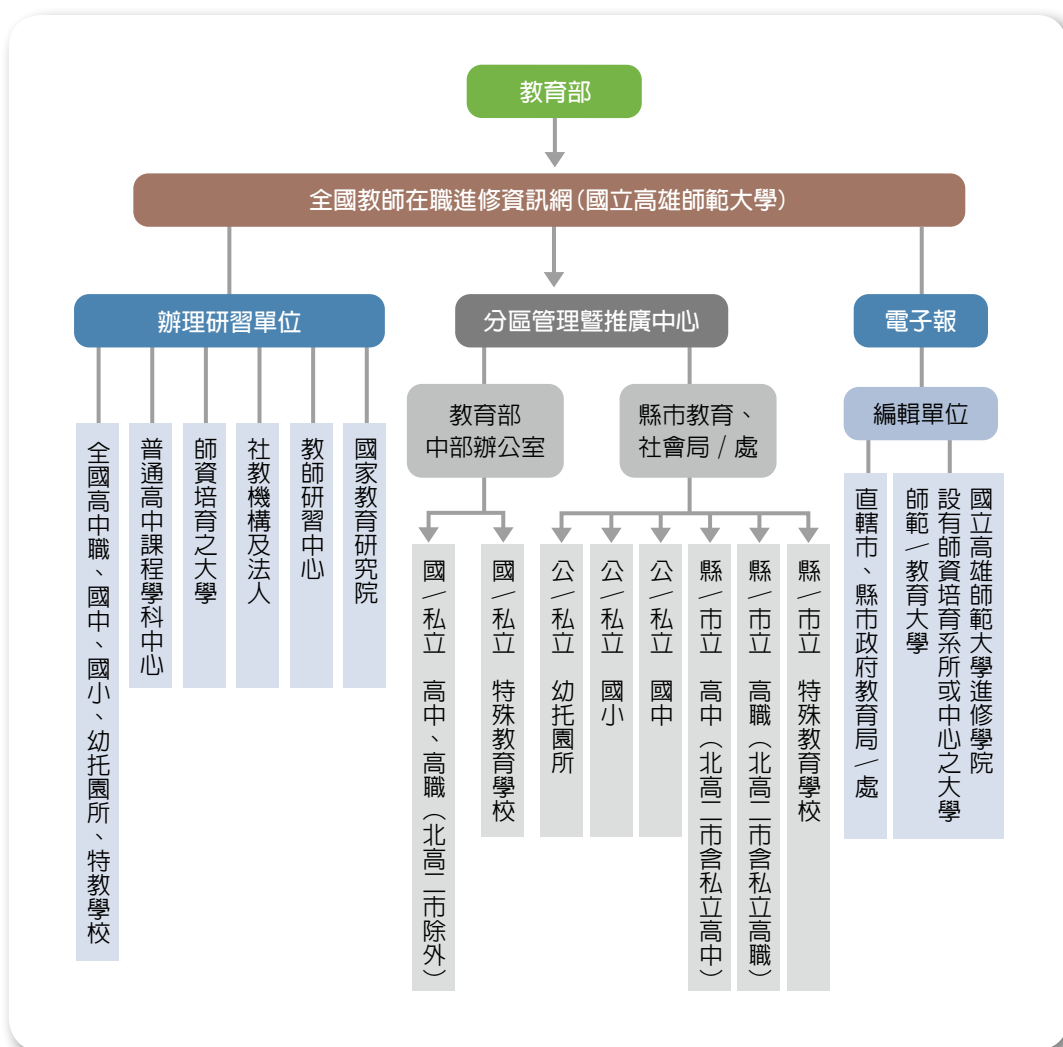 教育部
全國教師在職進修資訊網(國立高雄師範大學)
辦理研習單位
分區管理暨推廣中心
電子報
教育部
中部辦公室
縣市教育、
社會局／處
編輯單位
全國高中職、國中、國小、幼托園所、特教學校
普通高中課程學科中心
師資培育之大學
社教機構及法人
教師研習中心
國家教育研究院
國／私立 高中、高職（北高二市除外）
國／私立 特殊教育學校
公／私立 幼托園所
公／私立 國小
公／私立 國中
縣／市立 高中（北高二市含私立高中）
縣／市立 高職（北高二市含私立高職）
縣／市立 特殊教育學校
直轄市、縣市政府教育局／處
國立高雄師範大學進修學院
設有師資培育系所或中心之大學
師範／教育大學